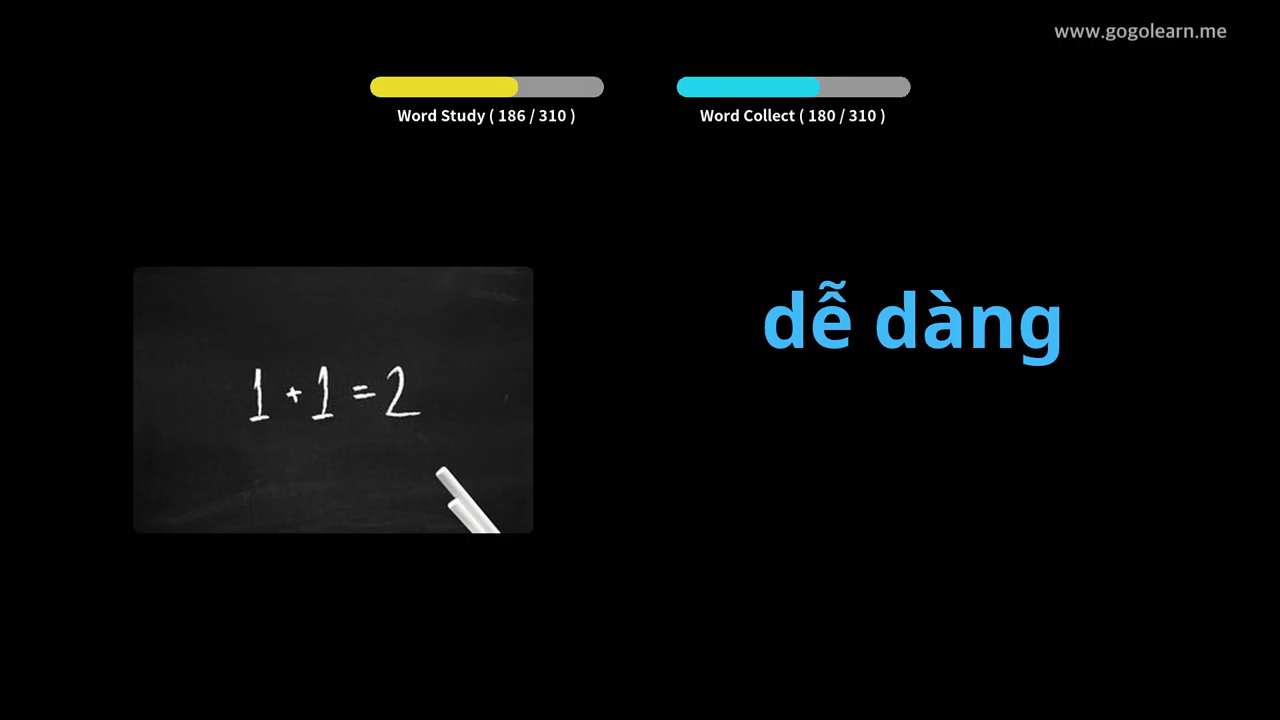 www.gogolearn.me
Word Study ( 186 / 310 )
Word Collect ( 180 / 310 )
dễ dàng
1 + 1 = 2